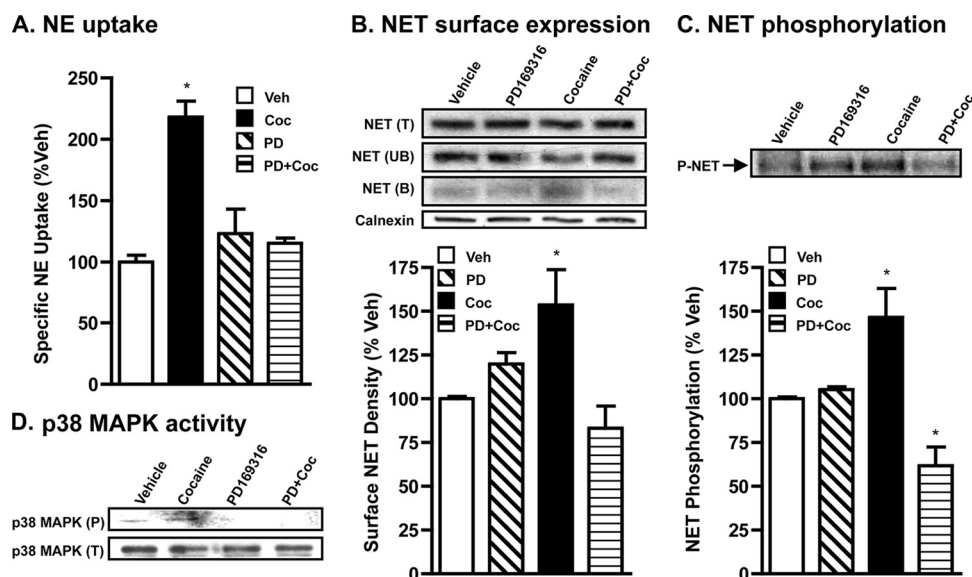 A. NE uptake
250
200
150
100
50
0
Specific NE Uptake (%Veh)
*
Veh
Coc
PD
PD+Coc
B. NET surface expression
Vehicle
PD169316
Cocaine
PD+Coc
NET (T)
NET (UB)
NET (B)
Calnexin
175
150
125
100
75
50
25
0
Surface NET Density (% Veh)
Veh
PD
Coc
PD+Coc
*
C. NET phosphorylation
Vehicle
PD169316
Cocaine
PD+Coc
P-NET
175
150
125
100
75
50
25
0
NET Phosphorylation (% Veh)
Veh
PD
Coc
PD+Coc
*
*
D. p38 MAPK activity
Vehicle
Cocaine
PD169316
PD+Coc
p38 MAPK (P)
p38 MAPK (T)